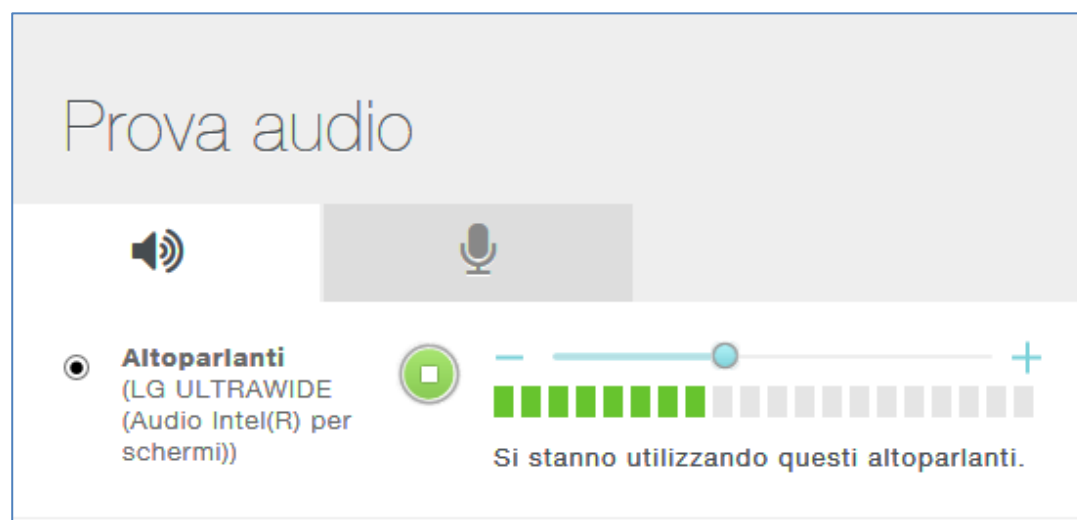 Prova audio
Altoparlanti
(LG ULTRAWIDE
(Audio Intel(R) per
schermi))
Si stanno utilizzando questi altoparlanti.